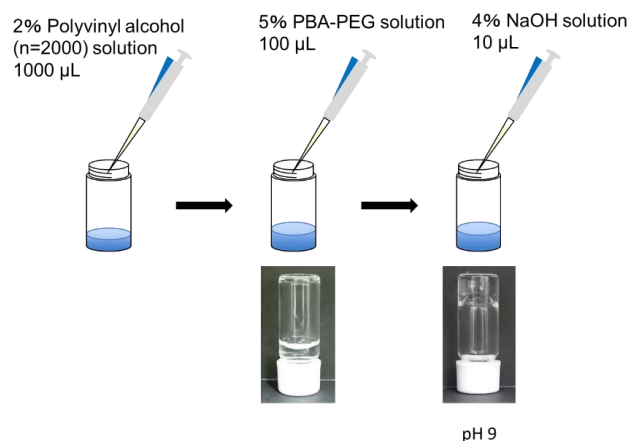 2% Polyvinyl alcohol
(n=2000) solution
1000 µL
5% PBA-PEG solution
100 µL
4% NaOH solution
10 µL
pH 9